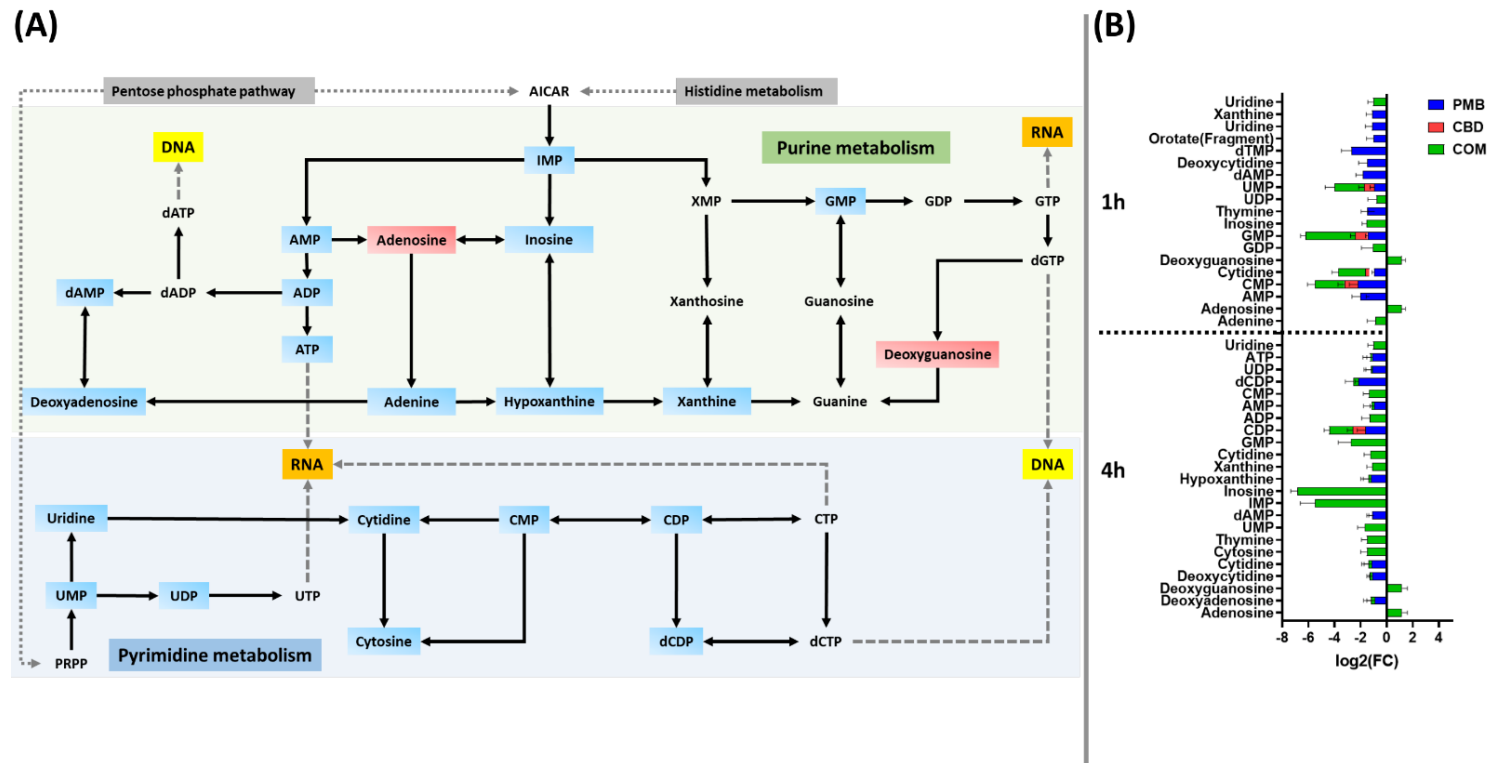 (A)
Pentose phosphate pathway
AICAR
Histidine metabolism
DNA
RNA
IMP
Purine metabolism
dATP
XMP
GMP
GDP
GTP
AMP
Adenosine
Inosine
dGTP
dAMP
dADP
ADP
Xanthosine
Guanosine
ATP
Deoxyguanosine
Deoxyadenosine
Adenine
Hypoxanthine
Xanthine
Guanine
RNA
DNA
Uridine
Cytidine
CMP
CDP
CTP
UMP
UDP
UTP
Cytosine
dCDP
dCTP
PRPP
Pyrimidine metabolism
(B)
PMB
CBD
COM
1h
Uridine
Xanthine
Uridine
Orotate(Fragment)
dTMP
Deoxycytidine
dAMP
UMP
UDP
Thymine
Inosine
GMP
GDP
Deoxyguanosine
Cytidine
CMP
AMP
Adenosine
Adenine
4h
Uridine
ATP
UDP
dCDP
CMP
AMP
ADP
CDP
GMP
Cytidine
Xanthine
Hypoxanthine
Inosine
IMP
dAMP
UMP
Thymine
Cytosine
Cytidine
Deoxycytidine
Deoxyguanosine
Deoxyadenosine
Adenosine
-8 -6 -4 -2 0 2 4
log2(FC)